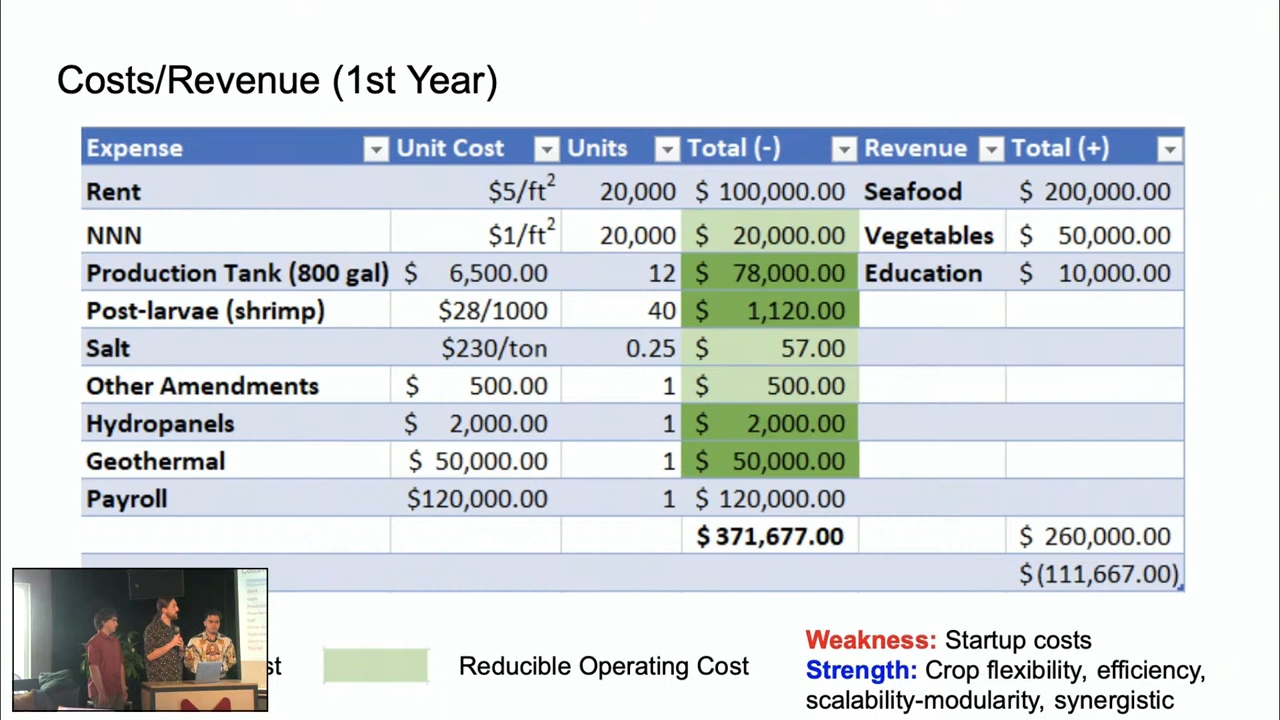 Costs/Revenue (1st Year)
Expense Unit Cost Units Total (-) Revenue Total (+)
Rent $5/ft² 20,000 $ 100,000.00 Seafood $ 200,000.00
NNN $1/ft² 20,000 $ 20,000.00 Vegetables $ 50,000.00
Production Tank (800 gal) $ 6,500.00 12 $ 78,000.00 Education $ 10,000.00
Post-larvae (shrimp) $28/1000 40 $ 1,120.00
Salt $230/ton 0.25 $ 57.00
Other Amendments $ 500.00 1 $ 500.00
Hydropanels $ 2,000.00 1 $ 2,000.00
Geothermal $ 50,000.00 1 $ 50,000.00
Payroll $120,000.00 1 $ 120,000.00
$ 371,677.00 $ 260,000.00
$(111,667.00)
st Reducible Operating Cost
Weakness: Startup costs
Strength: Crop flexibility, efficiency,
scalability-modularity, synergistic